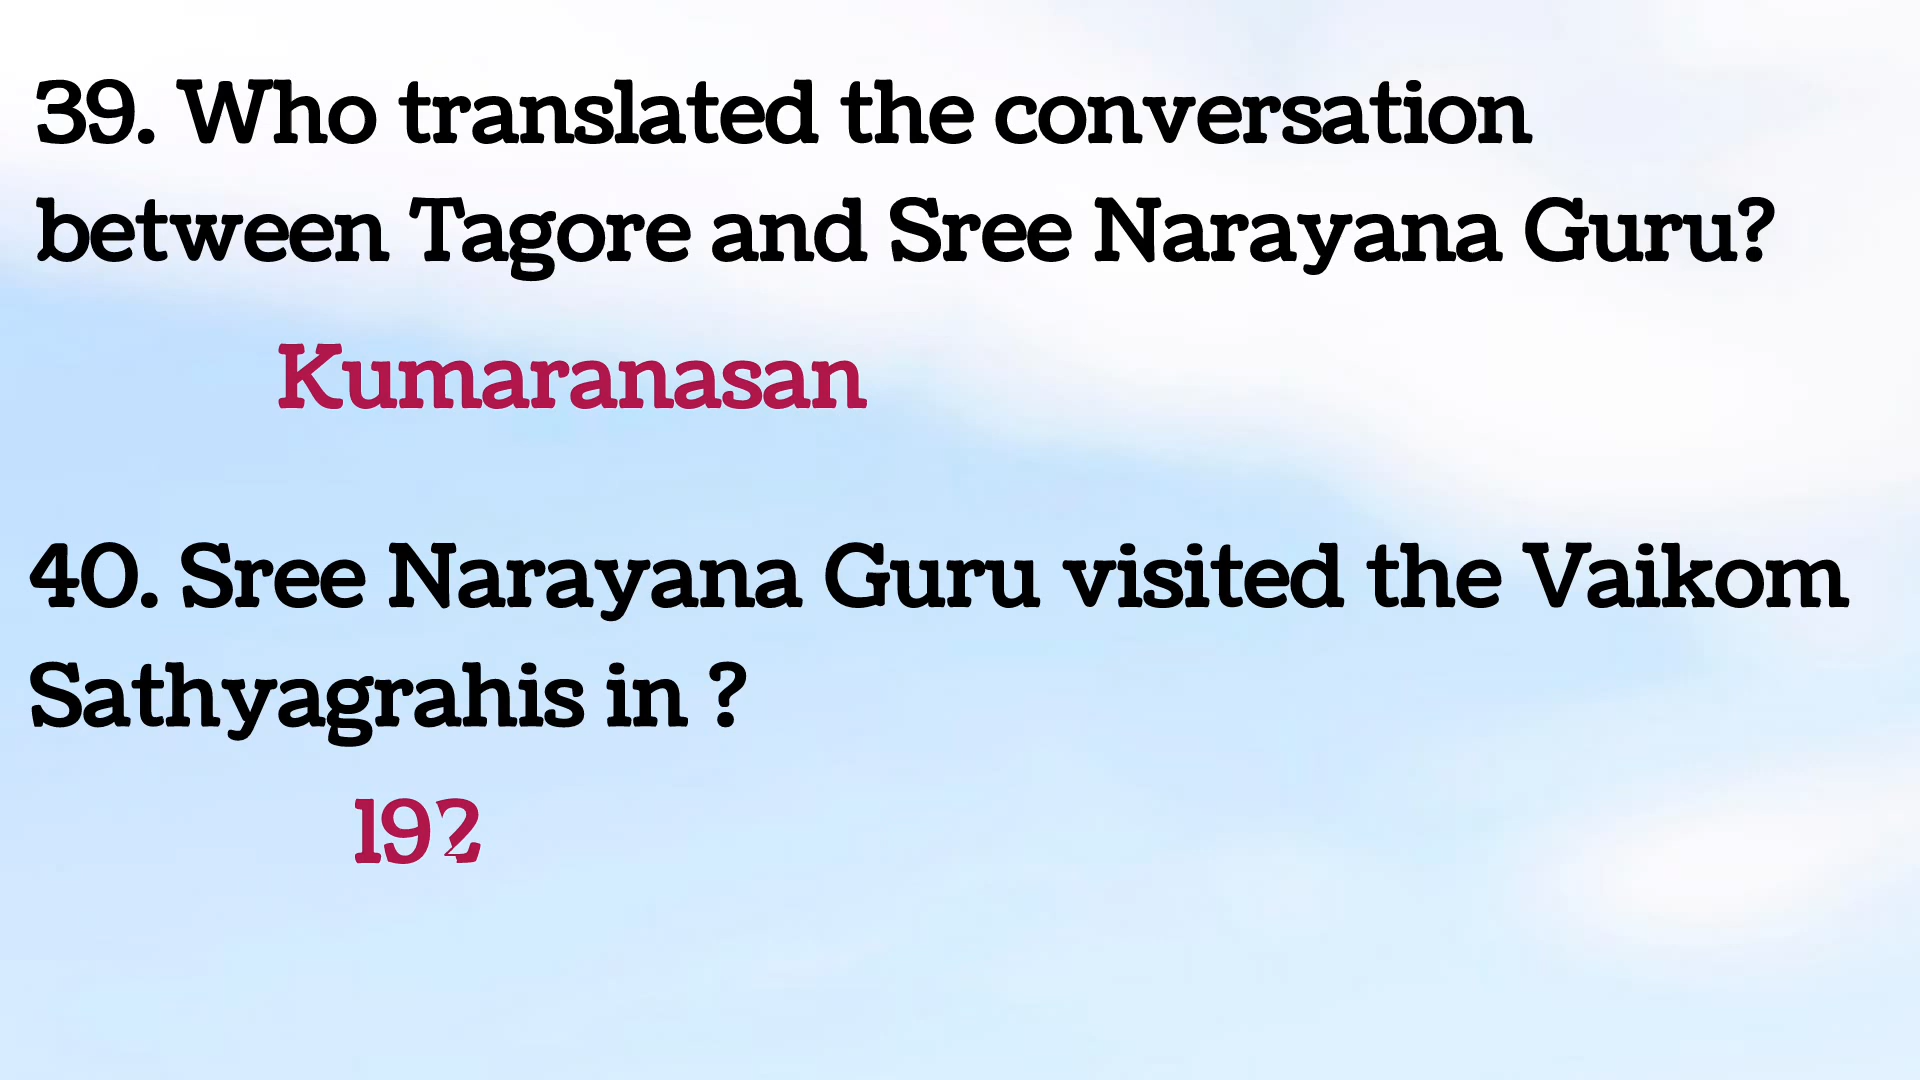 39. Who translated the conversation
between Tagore and Sree Narayana Guru?
Kumaranasan
40. Sree Narayana Guru visited the Vaikom
Sathyagrahis in ?
192